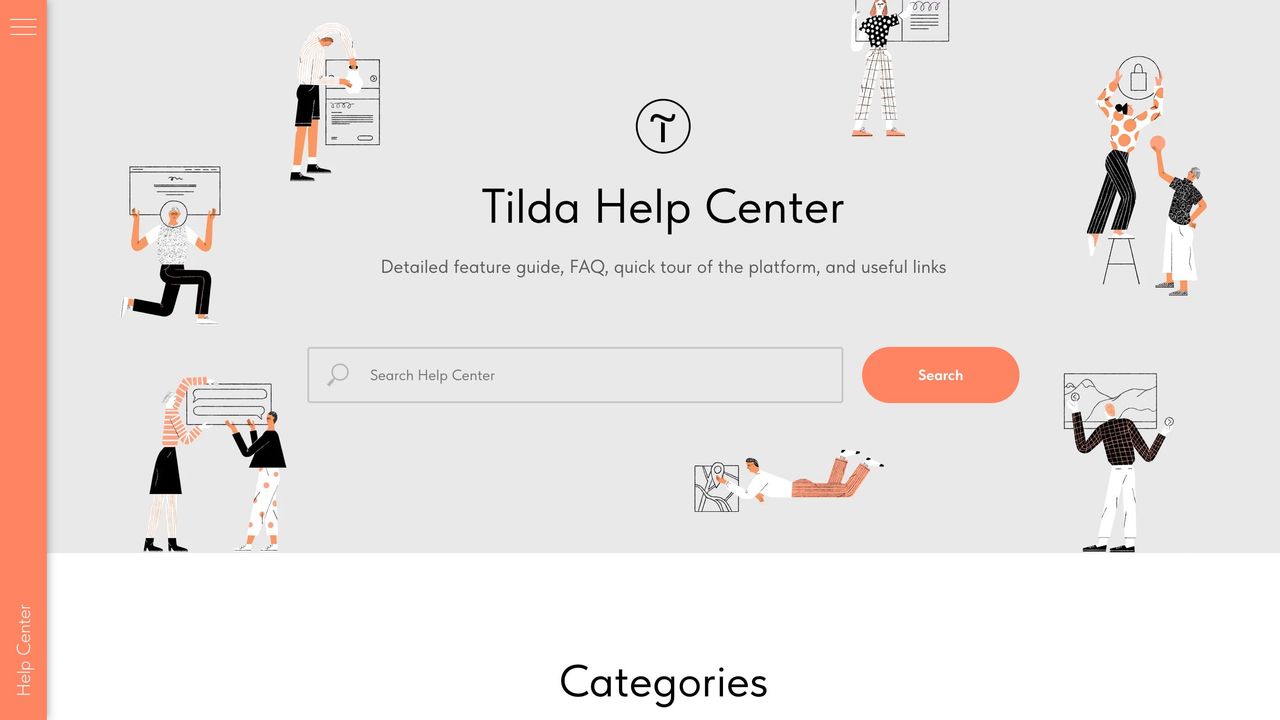 Tilda Help Center
Detailed feature guide, FAQ, quick tour of the platform, and useful links
Search Help Center
Search
Help Center
Categories